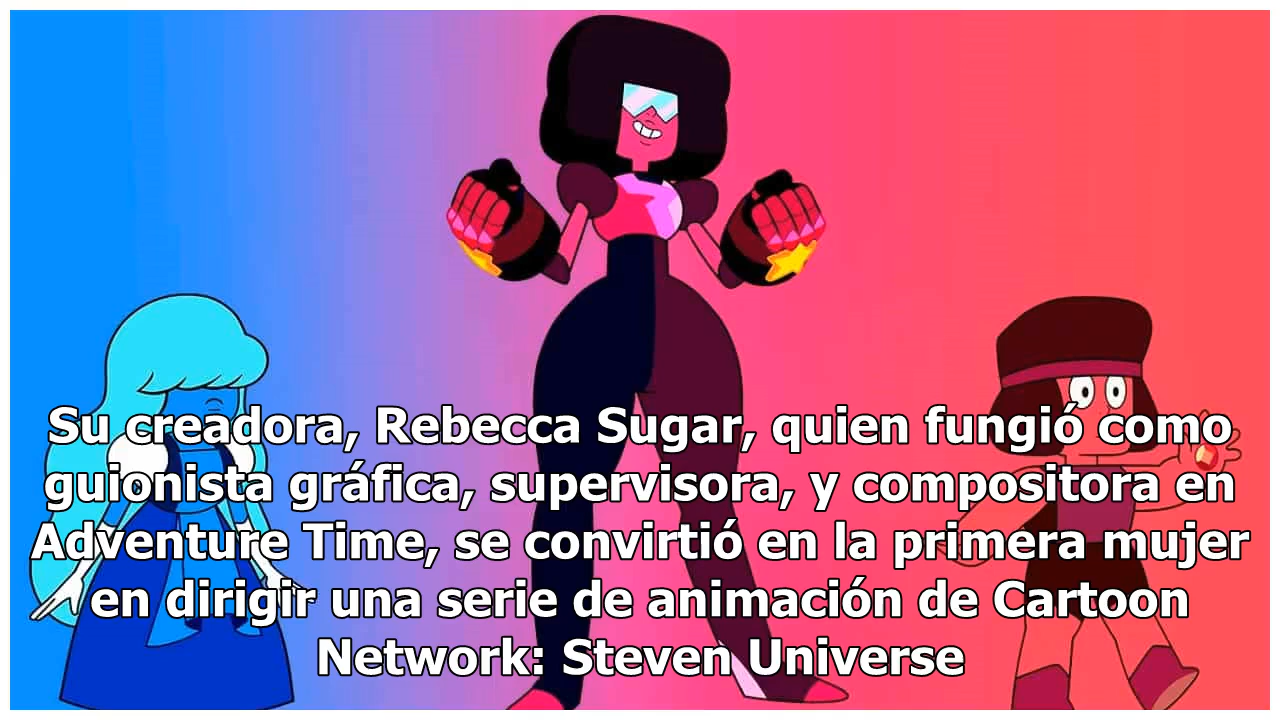 Su creadora, Rebecca Sugar, quien fungió como
guionista gráfica, supervisora, y compositora en
Adventure Time, se convirtió en la primera mujer
en dirigir una serie de animación de Cartoon
Network: Steven Universe